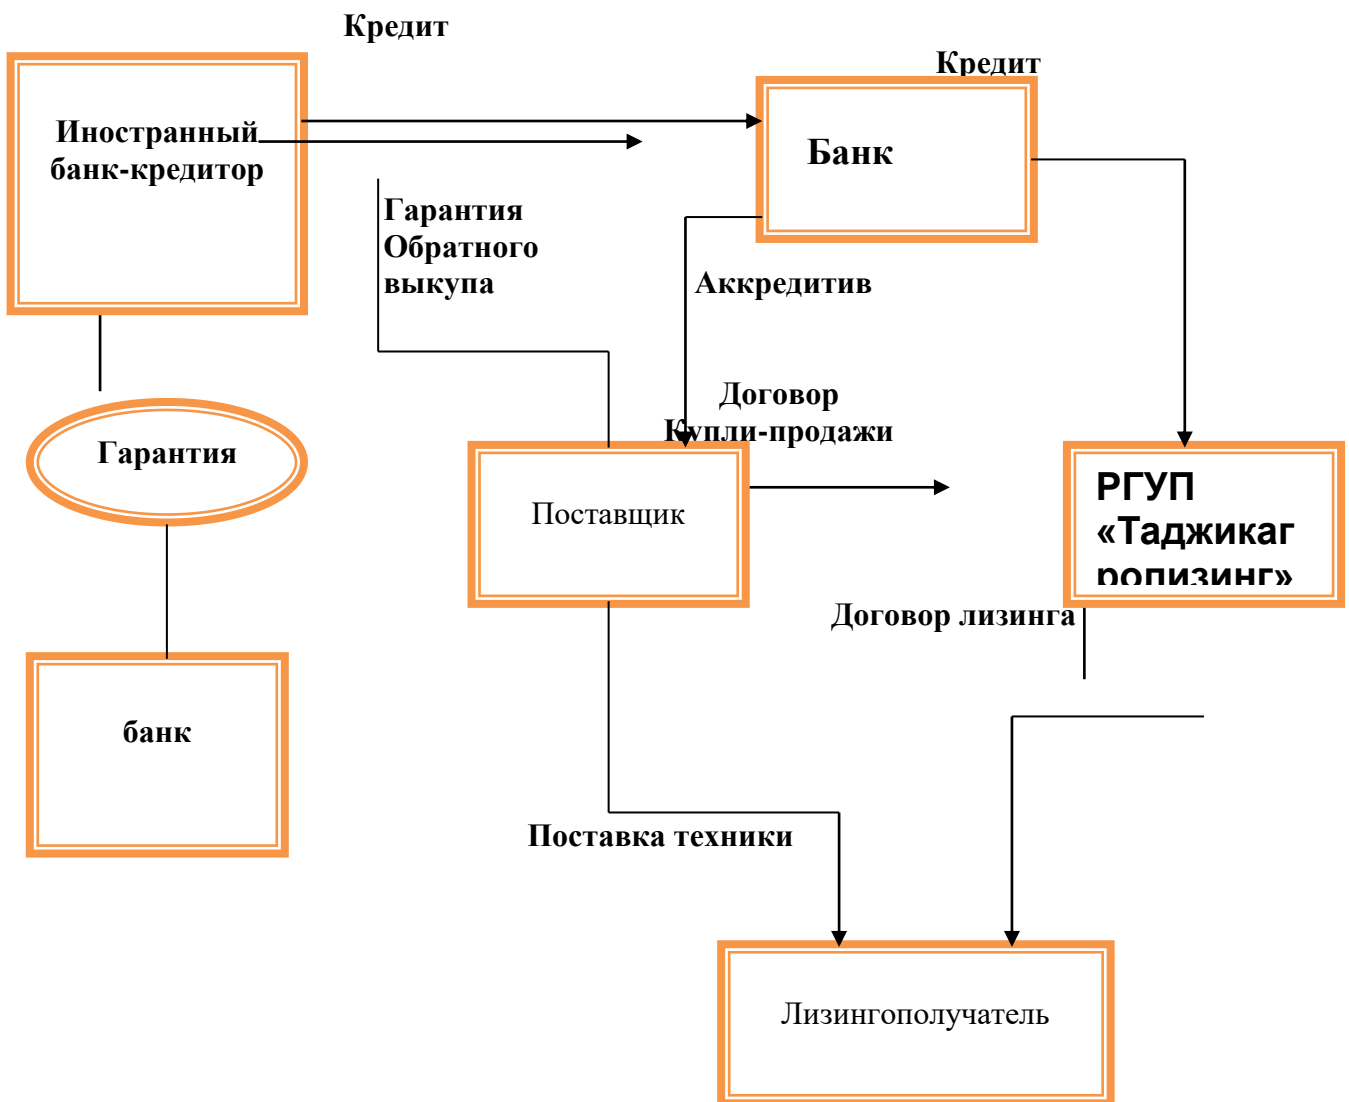 Кредит
Кредит
Иностранный
банк-кредитор
Банк
Гарантия
Обратного
выкупа
Аккредитив
Договор
Купли-продажи
Гарантия
Поставщик
РГУП
«Таджикаг
ролизинг»
Договор лизинга
банк
Поставка техники
Лизингополучатель